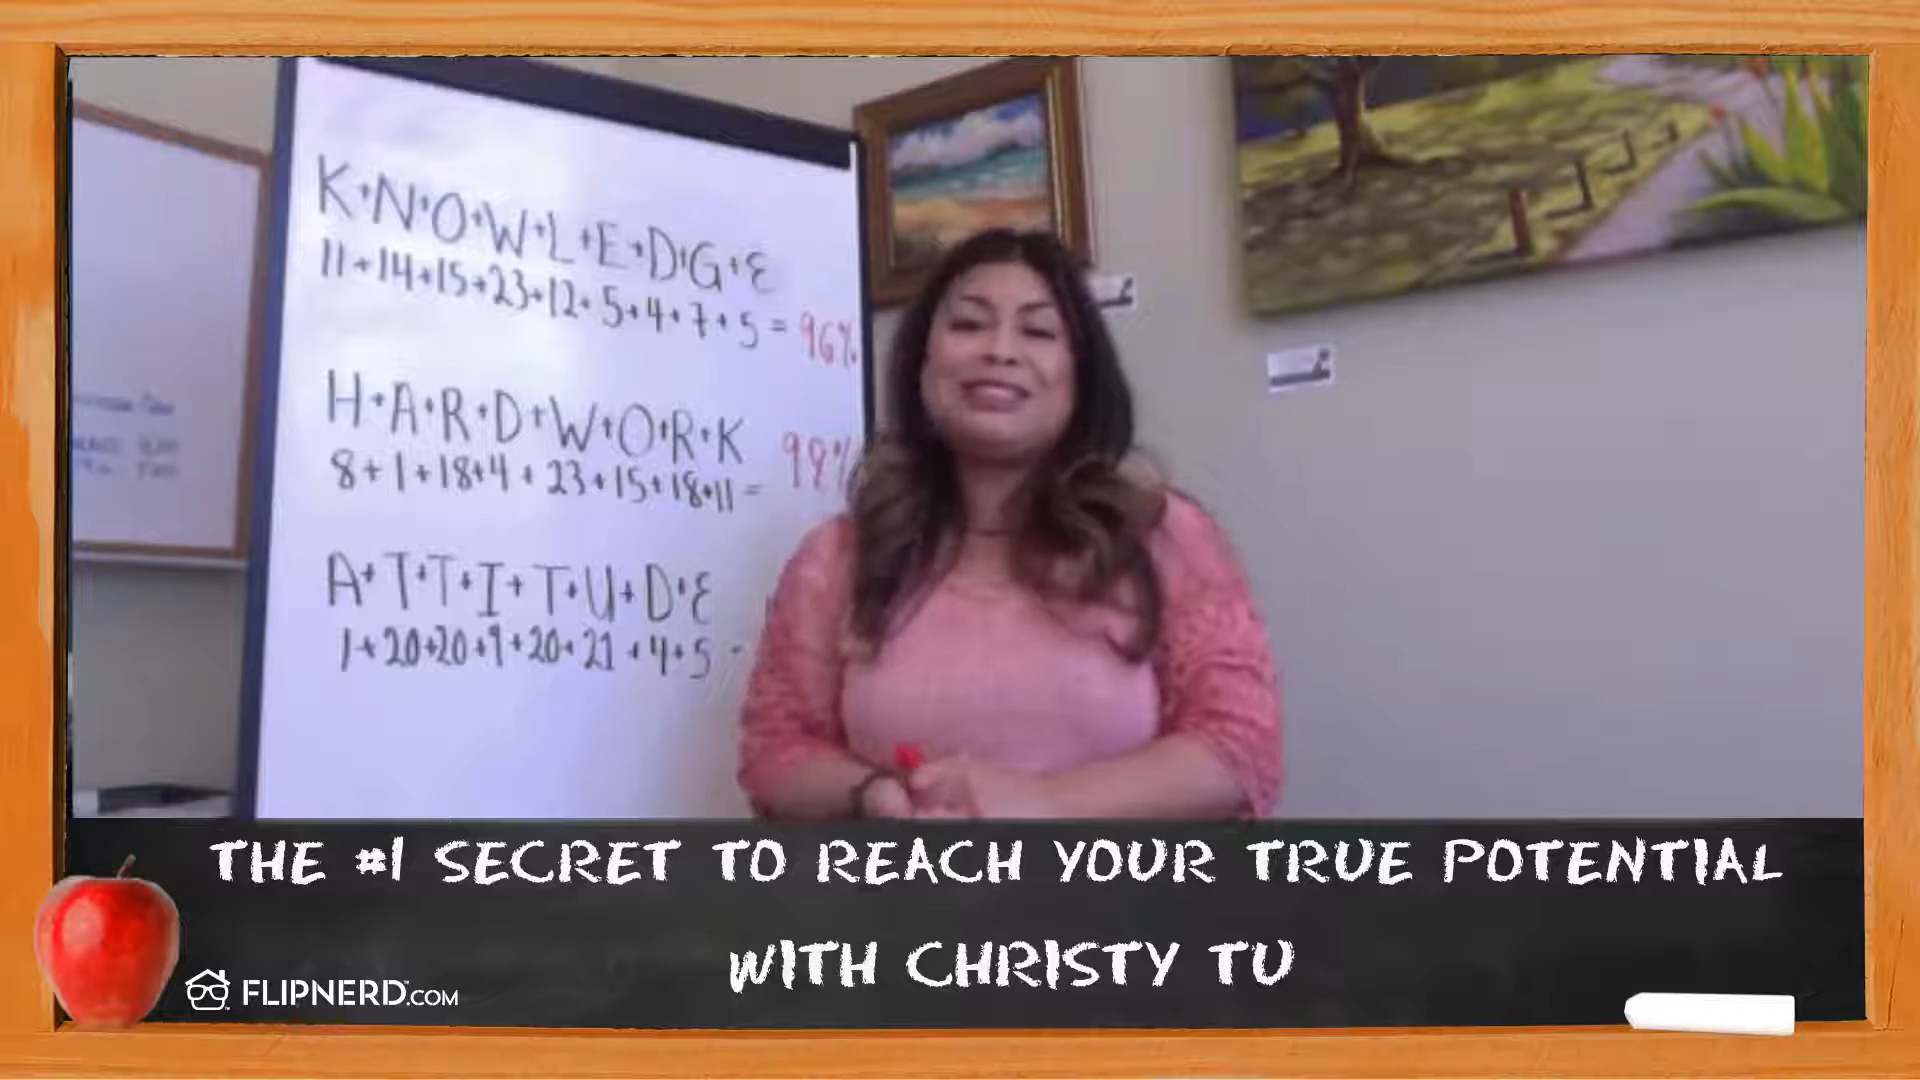 K+N+O+W+L+E+D+G+E
11+14+15+23+12+5+4+7+5 = 96%
H+A+R+D+W+O+R+K
8+1+18+4+23+15+18+11 = 98%
A+T+T+I+T+U+D+E
1+20+20+9+20+21+4+5 -
THE #1 SECRET TO REACH YOUR TRUE POTENTIAL
WITH CHRISTY TU
FLIPNERD.COM